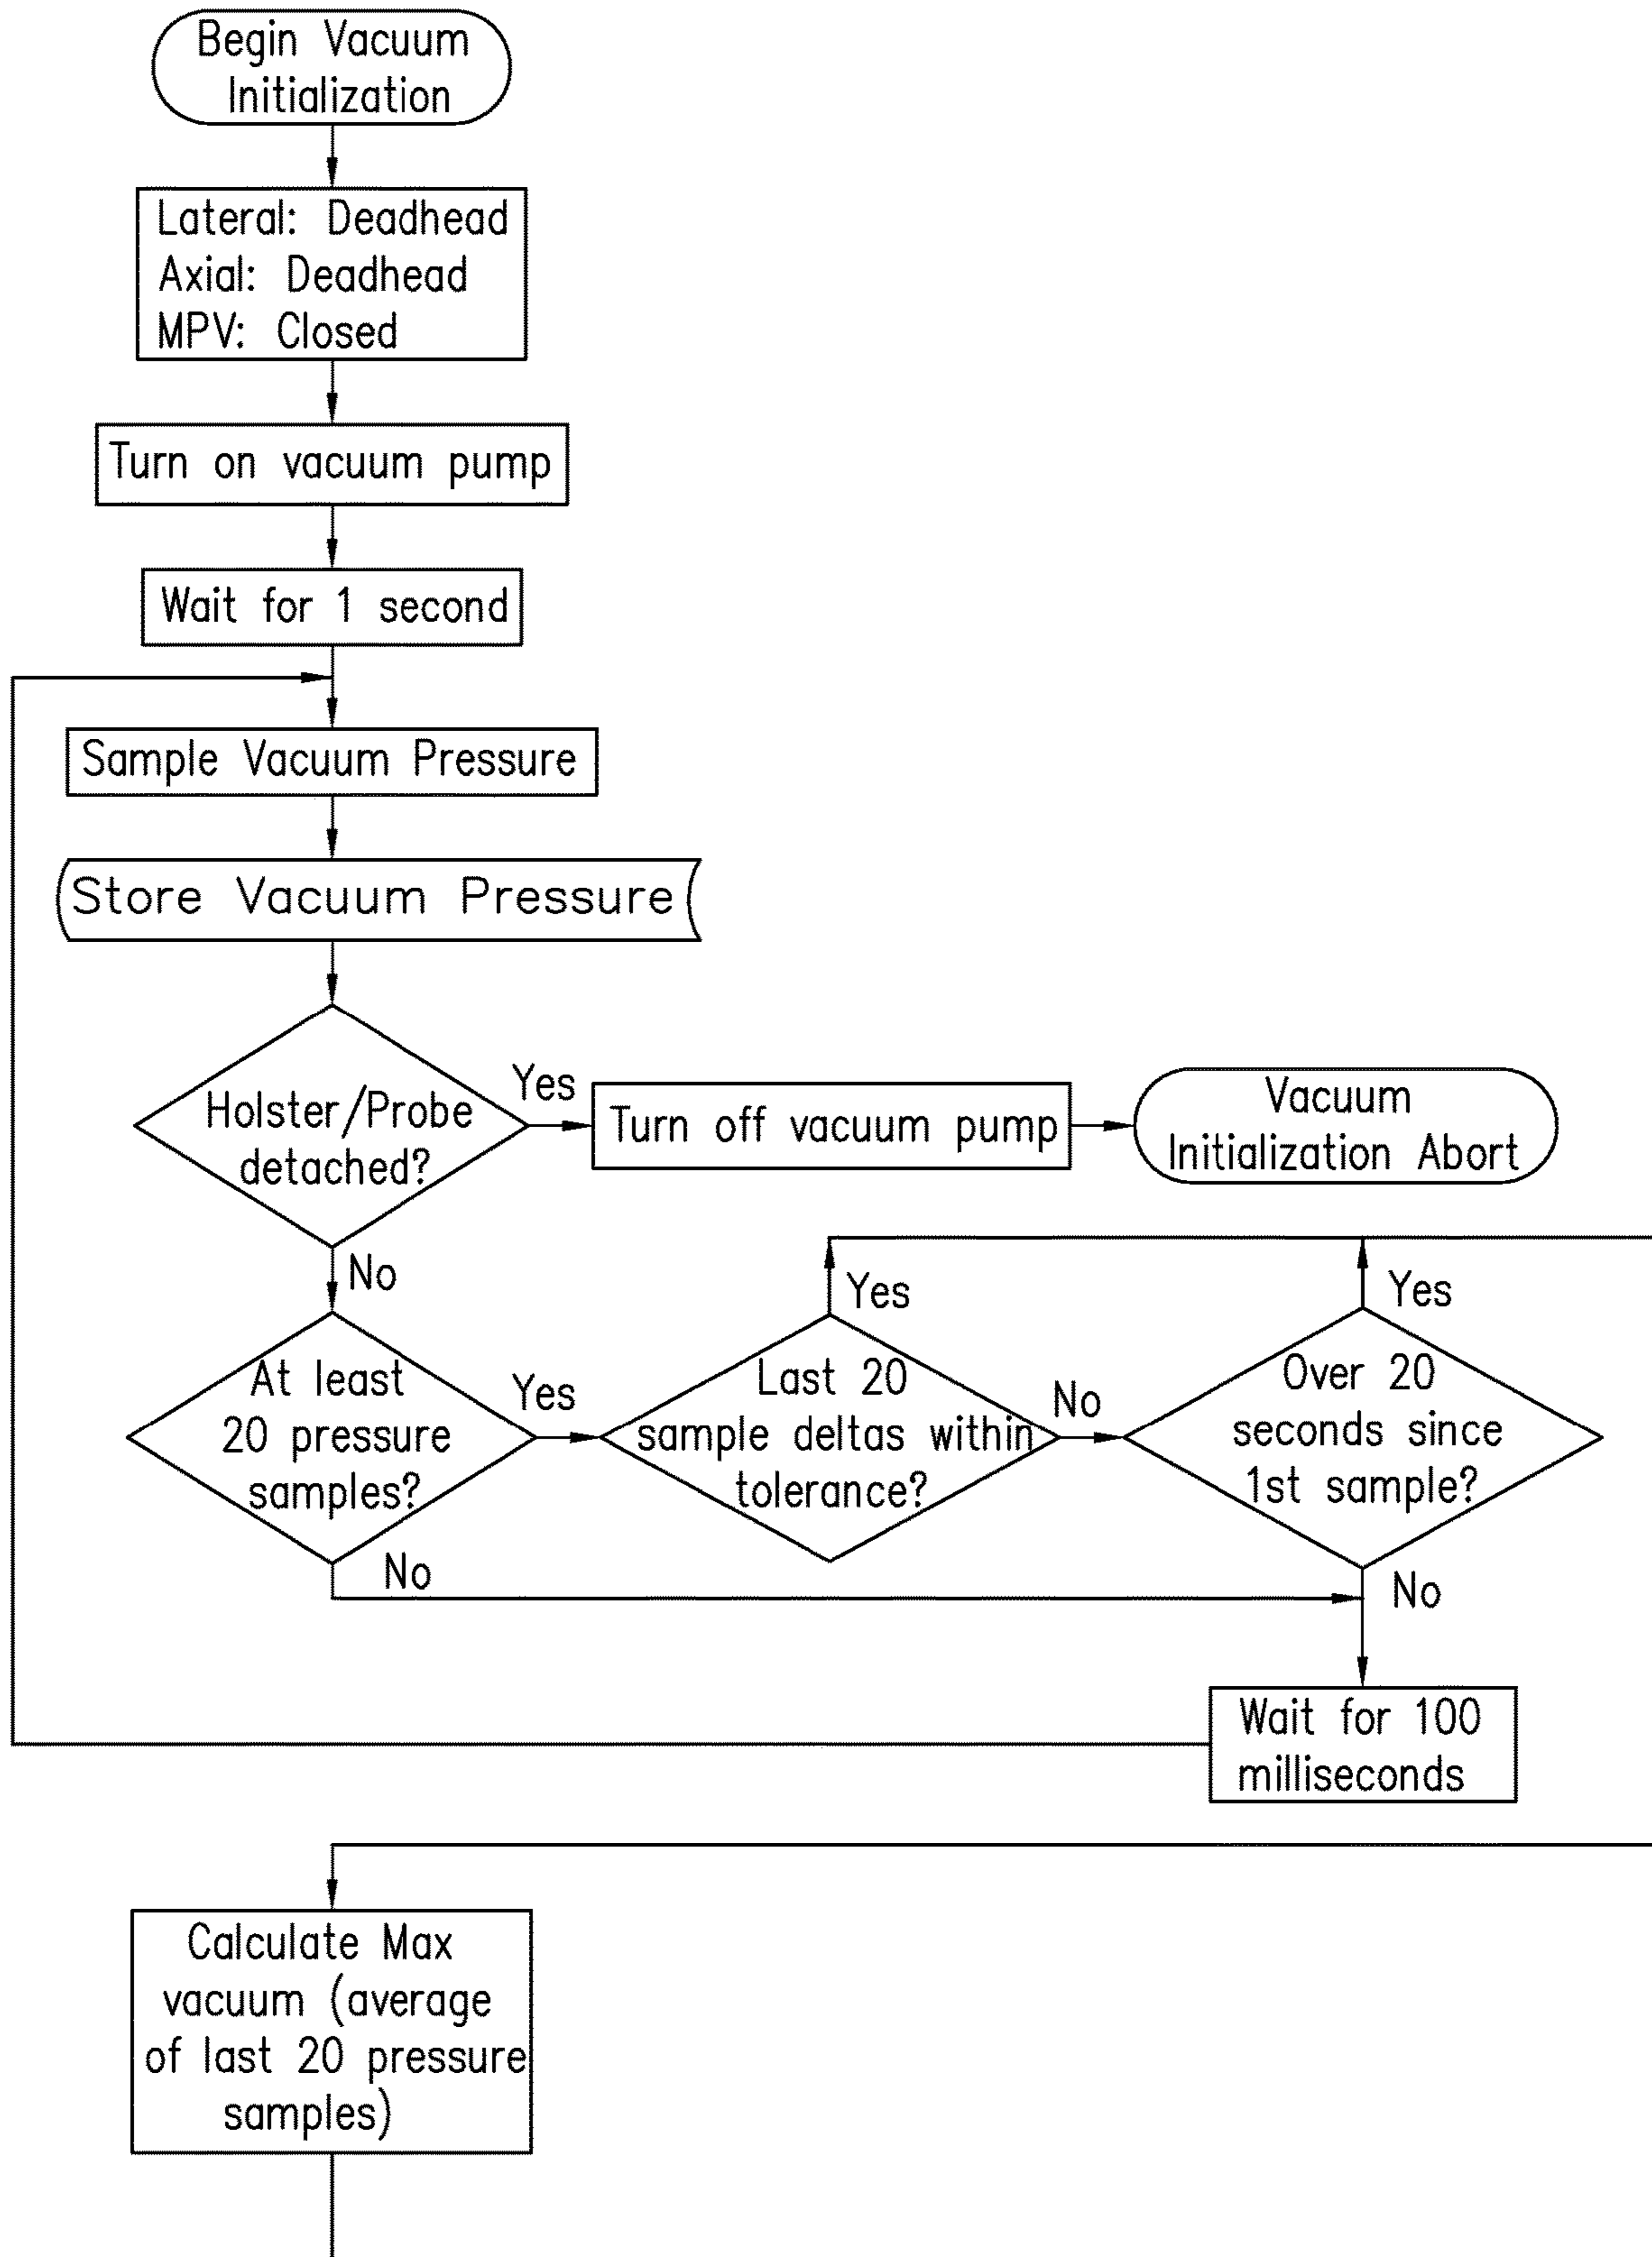 Begin Vacuum
Initialization
Lateral: Deadhead
Axial: Deadhead
MPV: Closed
Turn on vacuum pump
Wait for 1 second
Sample Vacuum Pressure
Store Vacuum Pressure
Holster/Probe
detached?
Yes
Turn off vacuum pump
Vacuum
Initialization Abort
No
At least
20 pressure
samples?
Yes
Last 20
sample deltas within
tolerance?
Yes
No
Over 20
seconds since
1st sample?
Yes
No
No
Wait for 100
milliseconds
Calculate Max
vacuum (average
of last 20 pressure
samples)